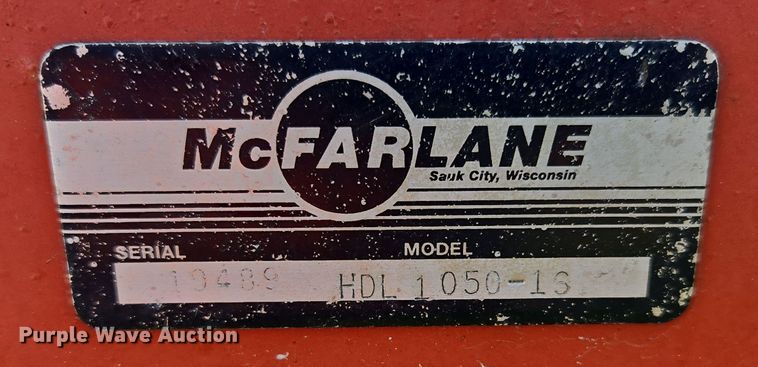 McFARLANE
Sauk City, Wisconsin
SERIAL MODEL
19489 HDL 1050-16
Purple Wave Auction